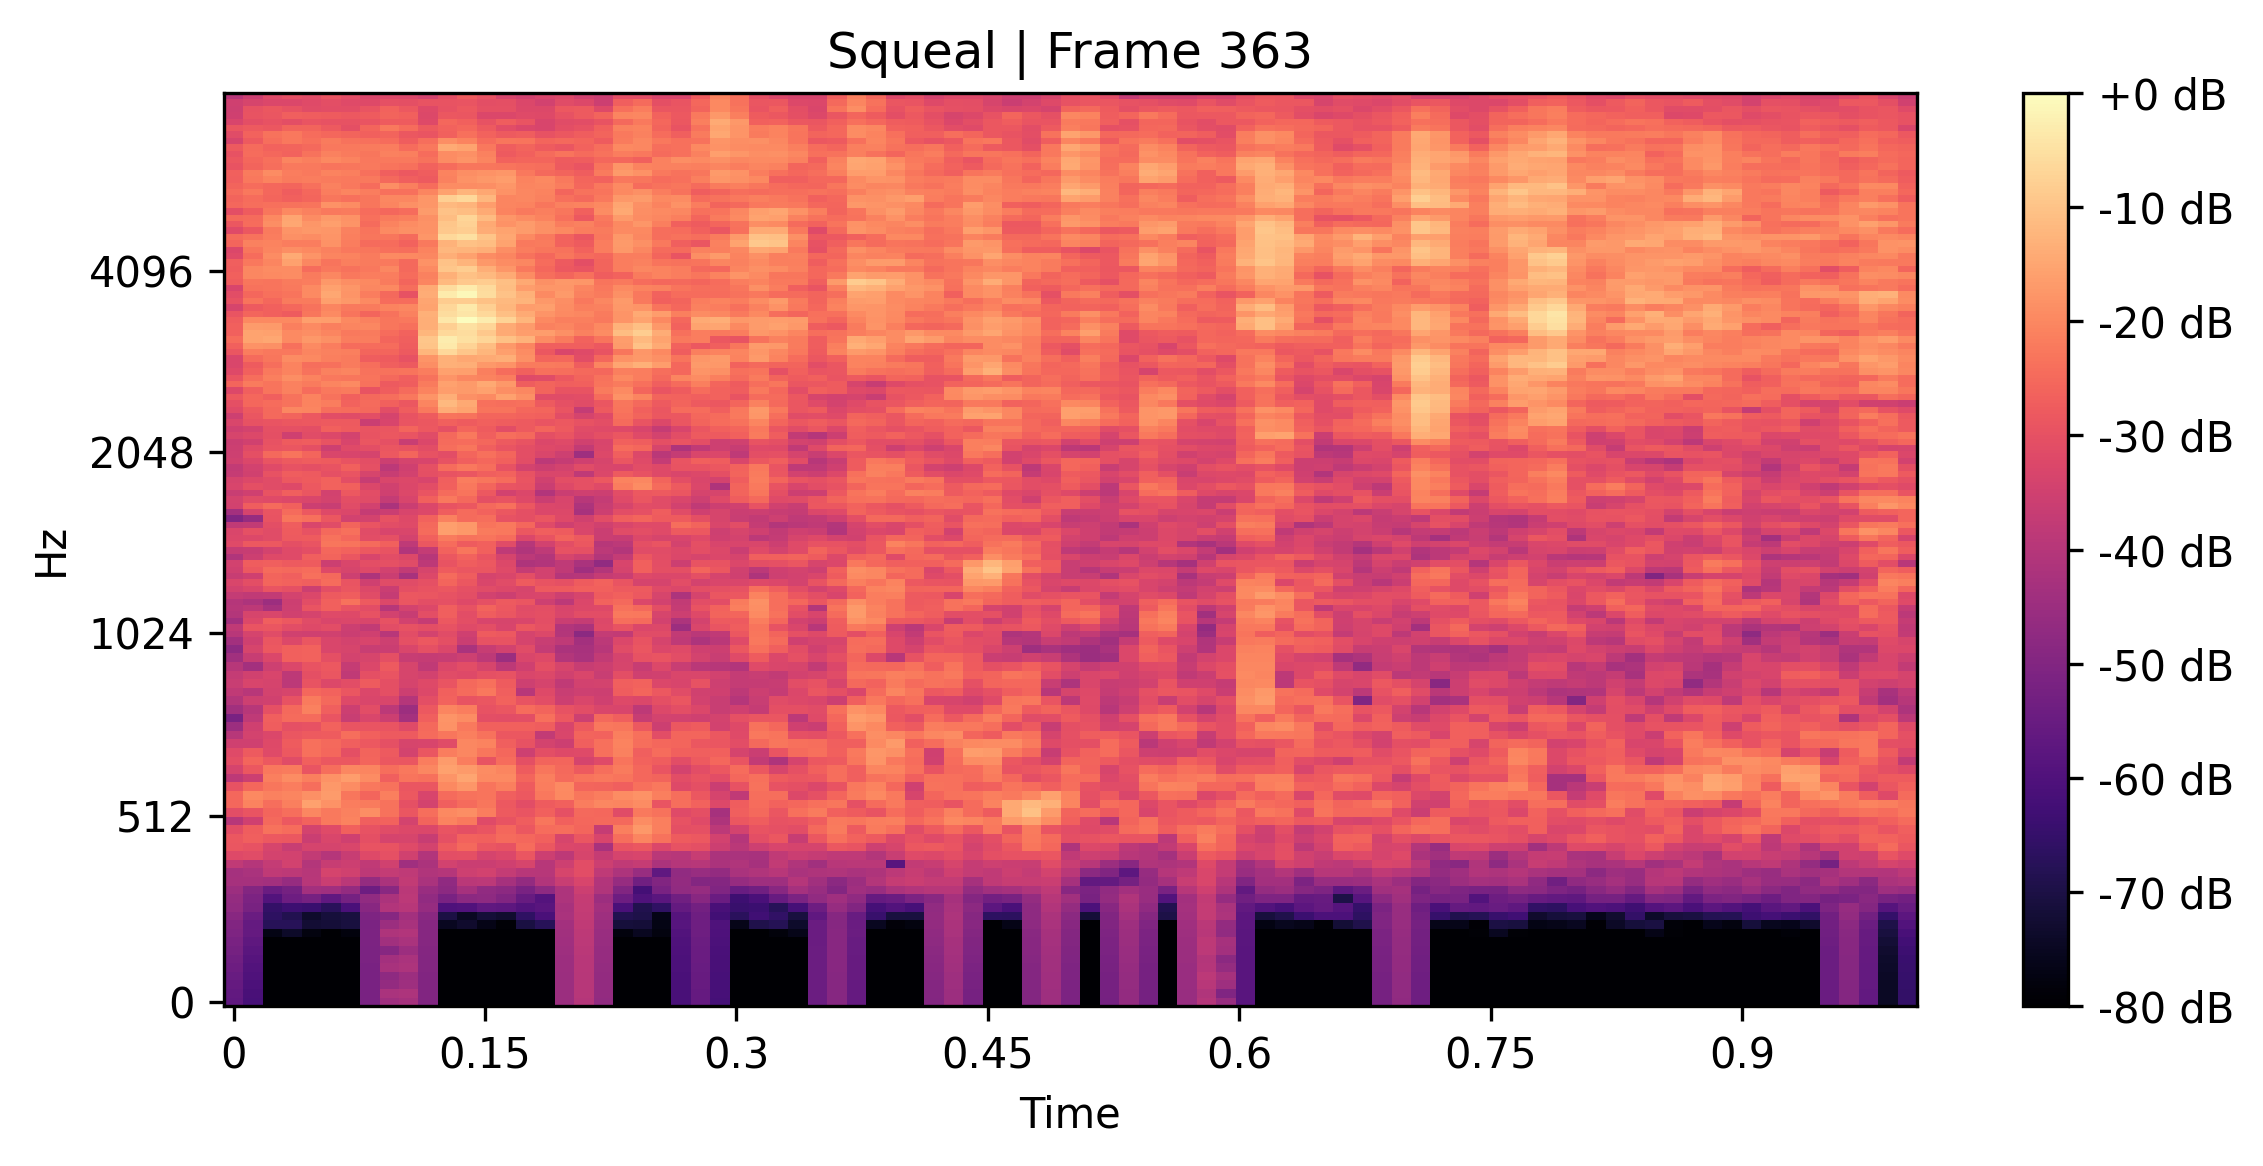 Squeal | Frame 363
+0 dB
-10 dB
-20 dB
-30 dB
-40 dB
-50 dB
-60 dB
-70 dB
-80 dB
Hz
4096
2048
1024
512
0
0 0.15 0.3 0.45 0.6 0.75 0.9
Time